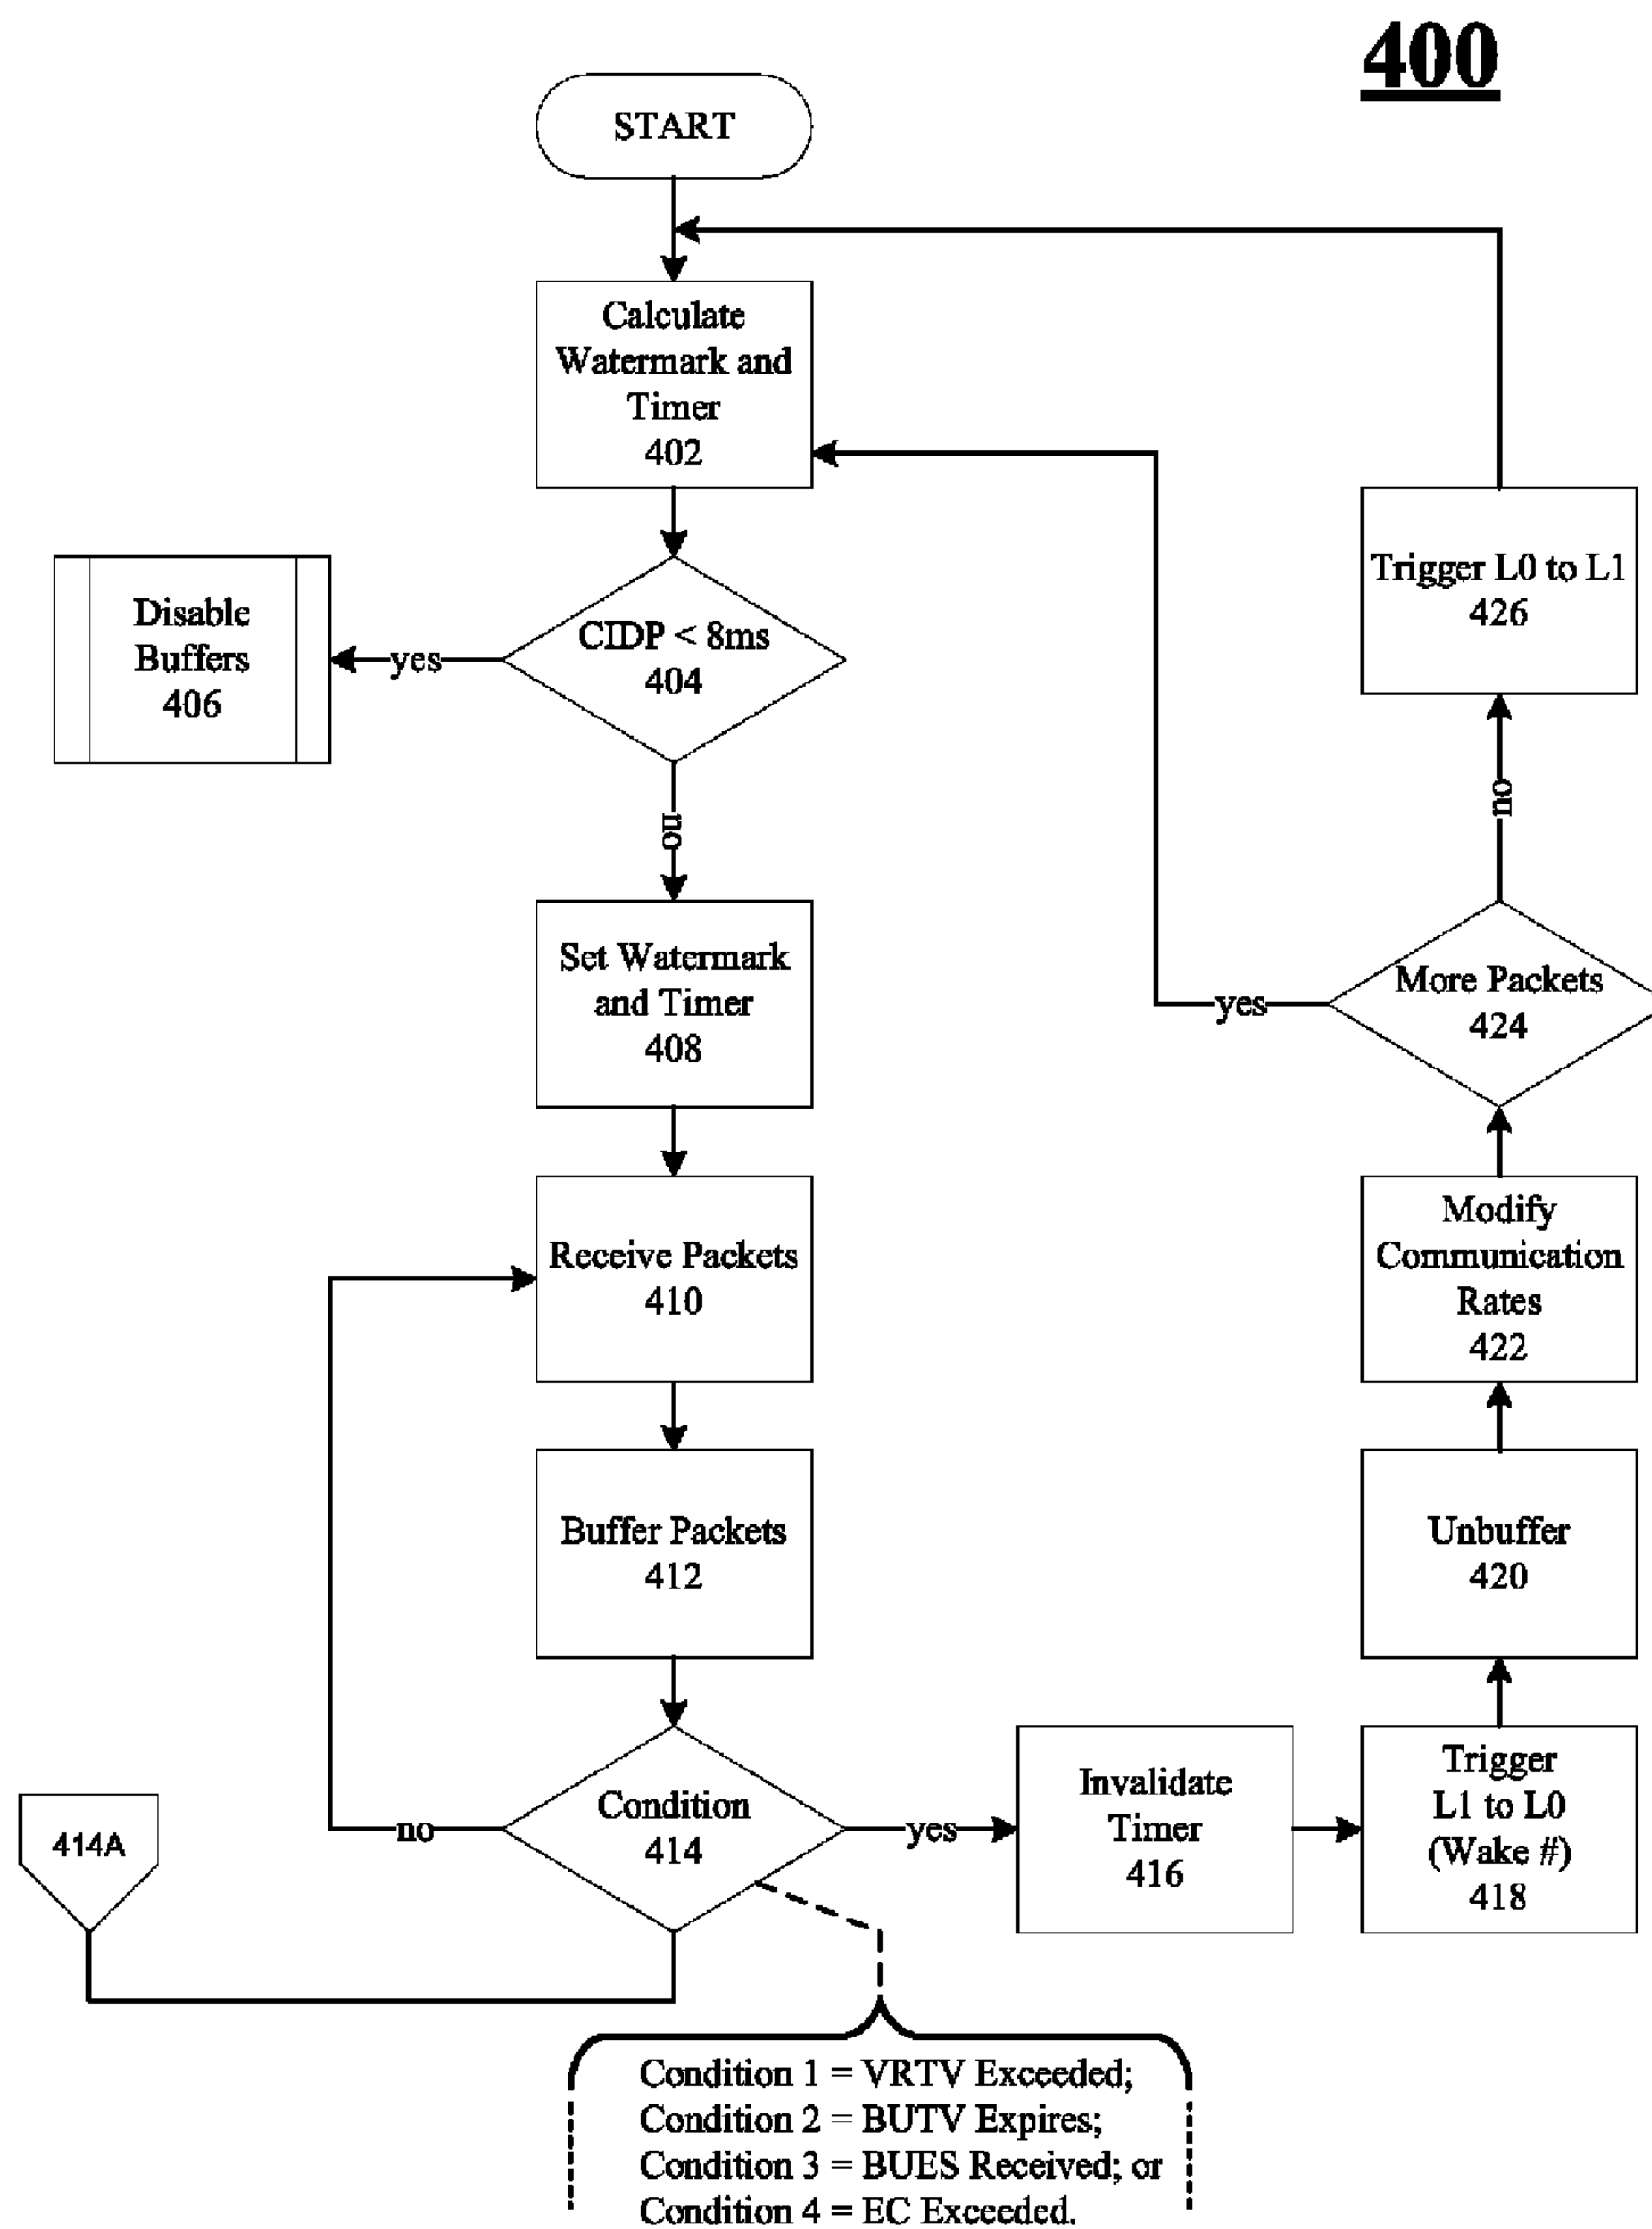 400
START
Calculate
Watermark and
Timer
402
CIDP < 8ms
404
yes
Disable
Buffers
406
no
Set Watermark
and Timer
408
Receive Packets
410
Buffer Packets
412
Condition
414
no
414A
yes
Invalidate
Timer
416
Trigger
L1 to L0
(Wake #)
418
Unbuffer
420
Modify
Communication
Rates
422
More Packets
424
yes
no
Trigger L0 to L1
426
Condition 1 = VRTV Exceeded;
Condition 2 = BUTV Expires;
Condition 3 = BUES Received; or
Condition 4 = EC Exceeded.